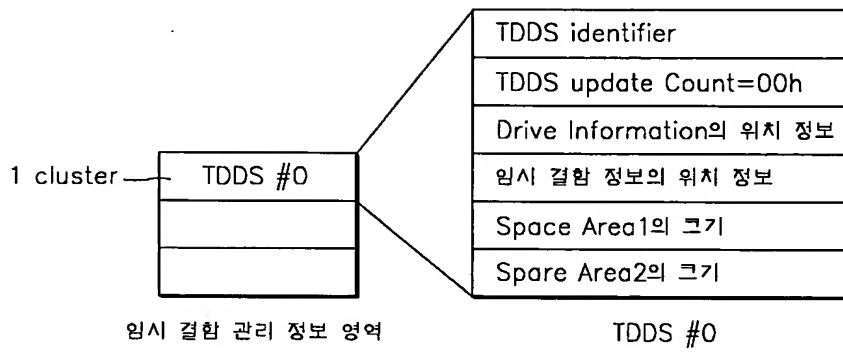 TDDS identifier
TDDS update Count=00h
Drive Information의 위치 정보
임시 결함 정보의 위치 정보
Space Area1의 크기
Spare Area2의 크기
1 cluster
TDDS #0
임시 결함 관리 정보 영역
TDDS #0